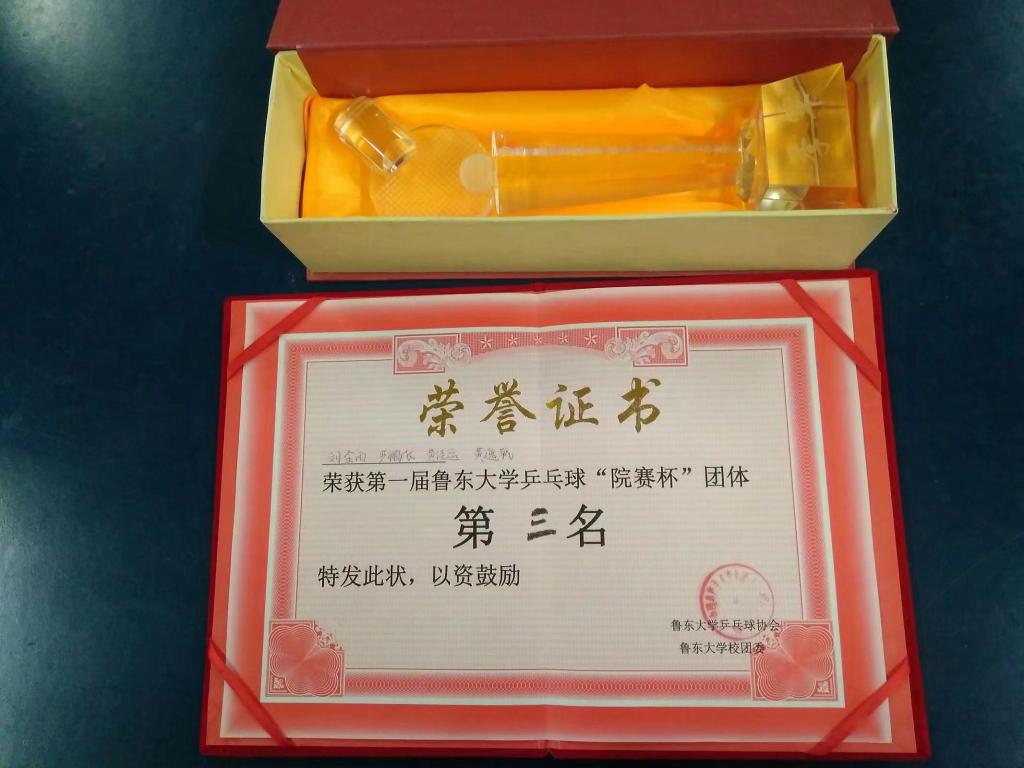 荣誉证书
荣获第一届鲁东大学乒乓球“院赛杯”团体
第三名
特发此状，以资鼓励
鲁东大学乒乓球协会
鲁东大学校团委